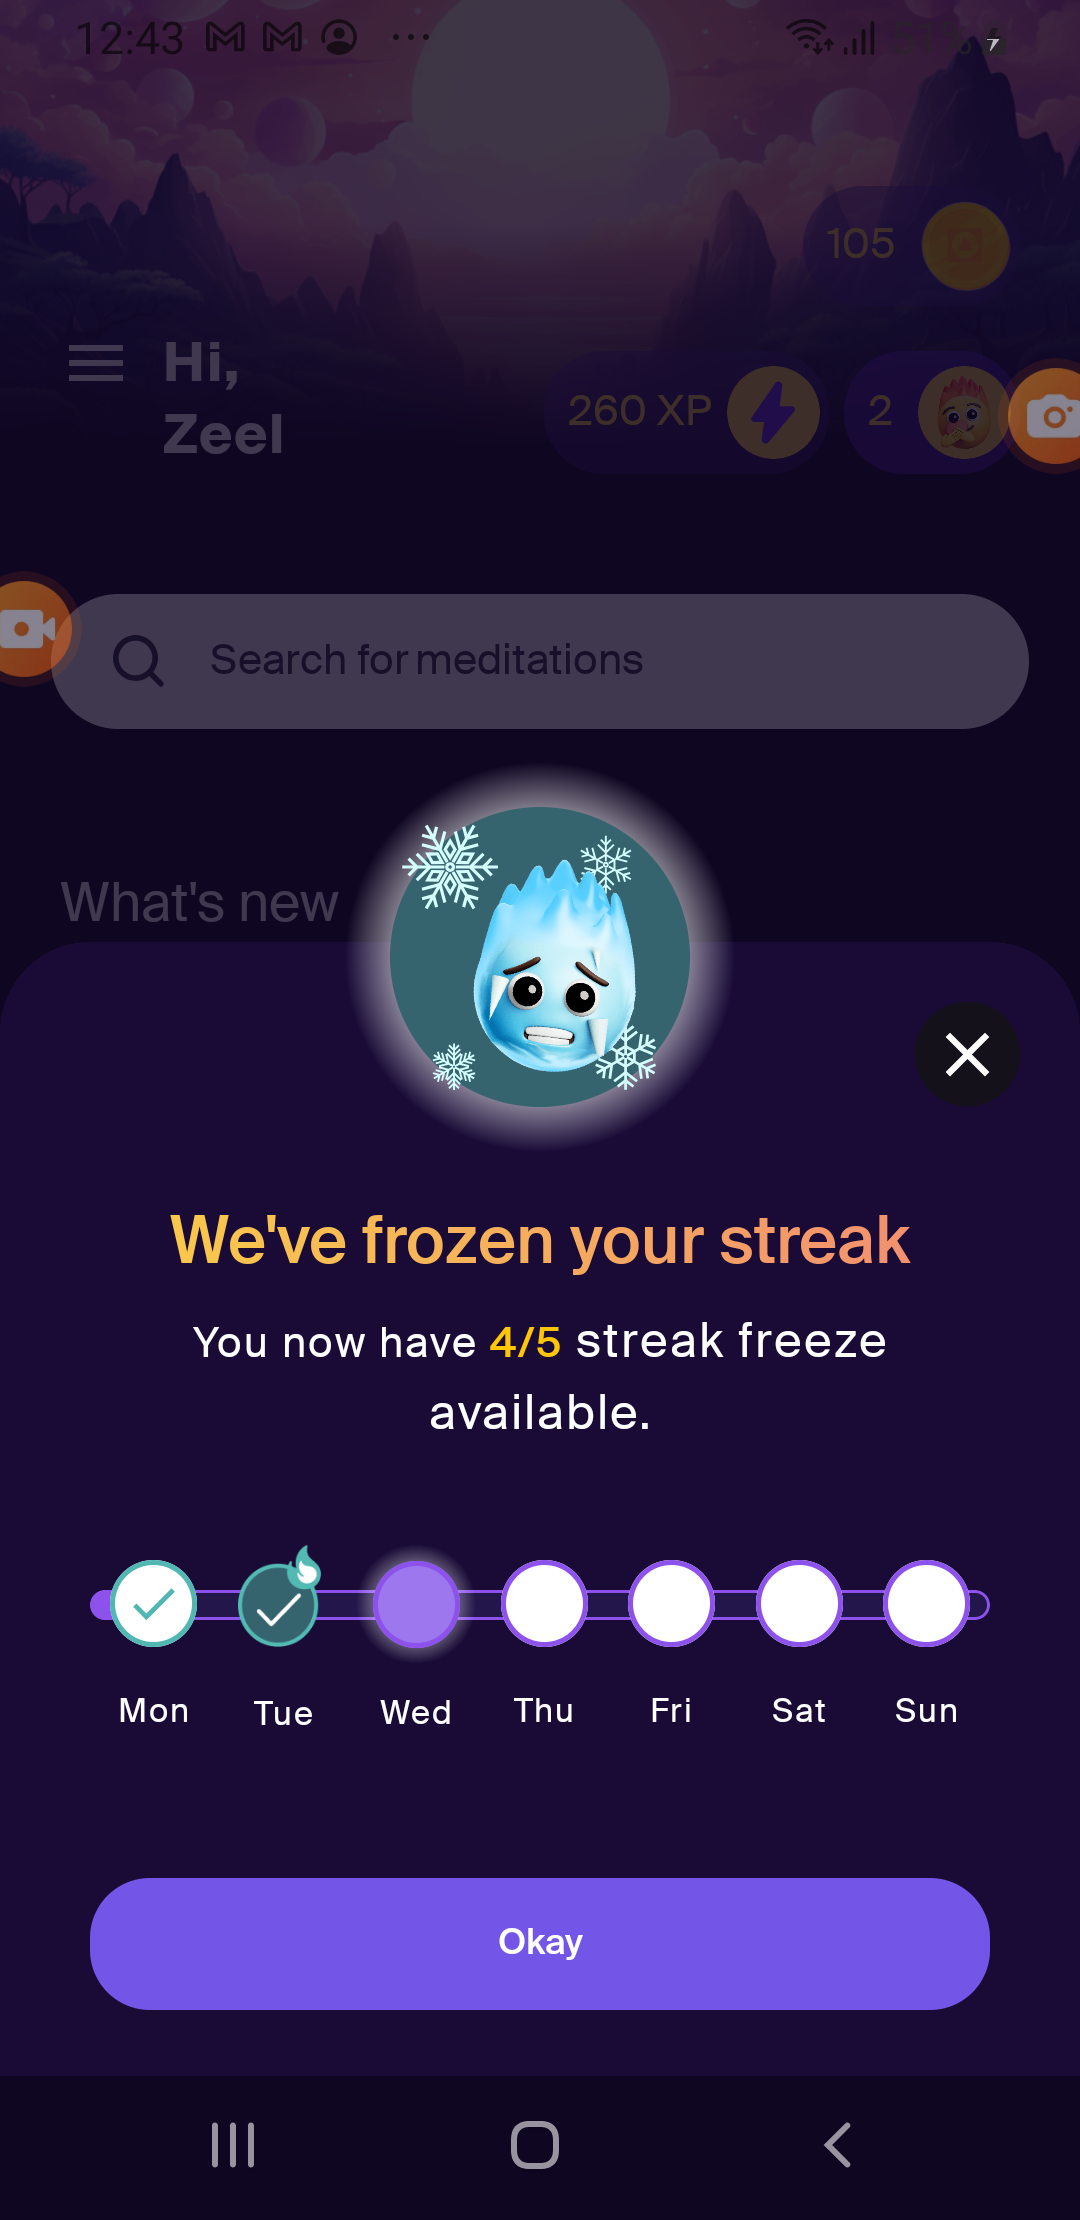 12:43
51%
105
Hi,
Zeel
260 XP
2
Search for meditations
What's new
We've frozen your streak
You now have 4/5 streak freeze
available.
Mon Tue Wed Thu Fri Sat Sun
Okay